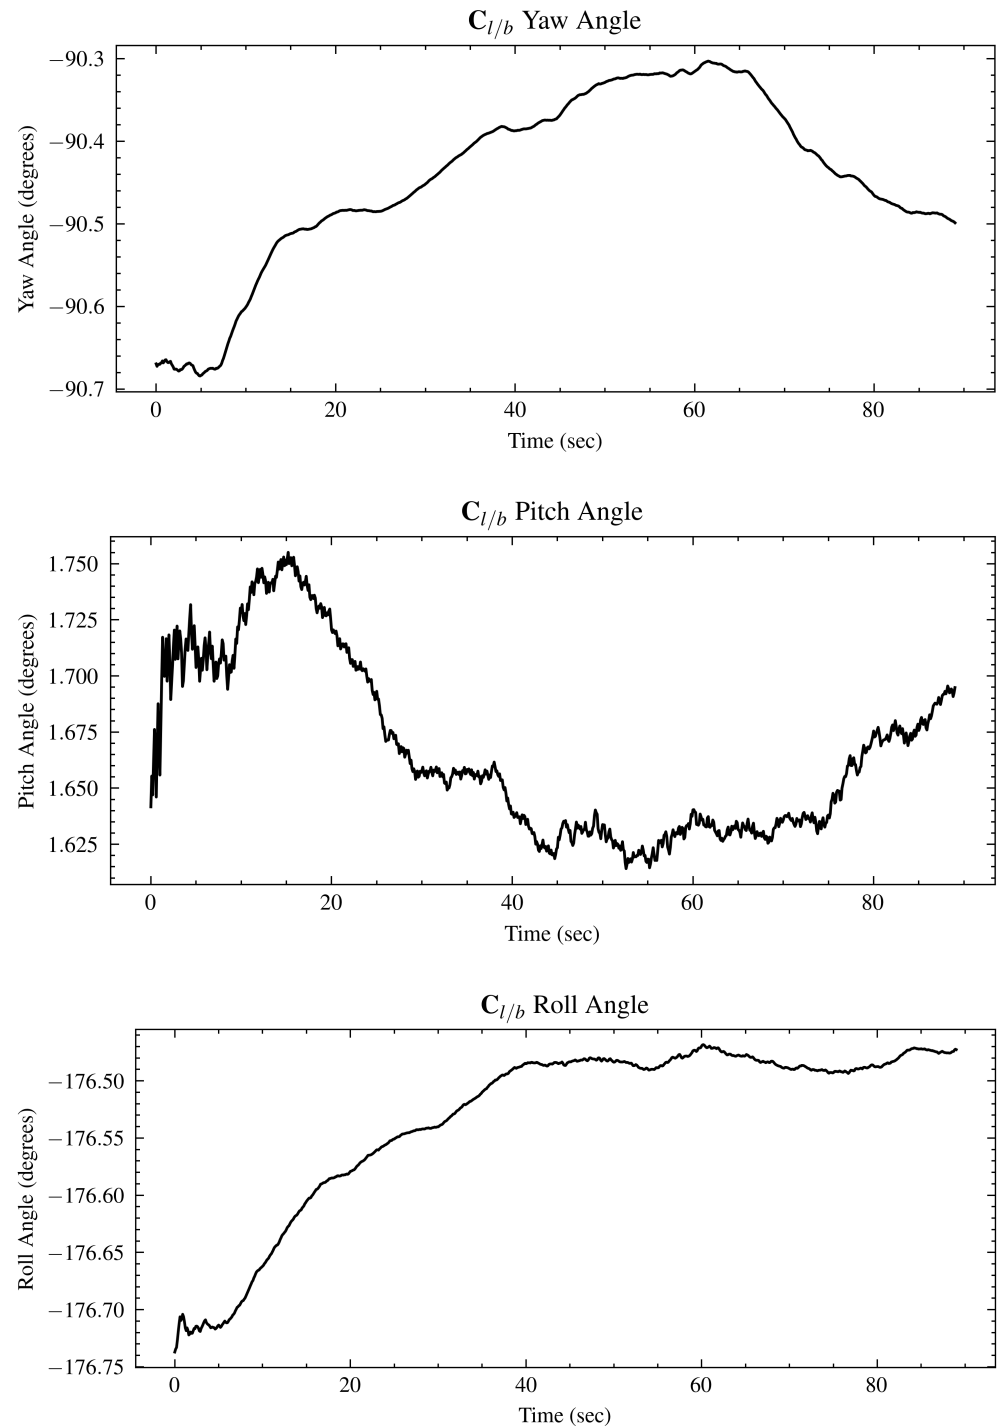 C_{l/b} Yaw Angle
−90.3
−90.4
−90.5
−90.6
−90.7
Yaw Angle (degrees)
0 20 40 60 80
Time (sec)
C_{l/b} Pitch Angle
1.750
1.725
1.700
1.675
1.650
1.625
Pitch Angle (degrees)
0 20 40 60 80
Time (sec)
C_{l/b} Roll Angle
−176.50
−176.55
−176.60
−176.65
−176.70
−176.75
Roll Angle (degrees)
0 20 40 60 80
Time (sec)